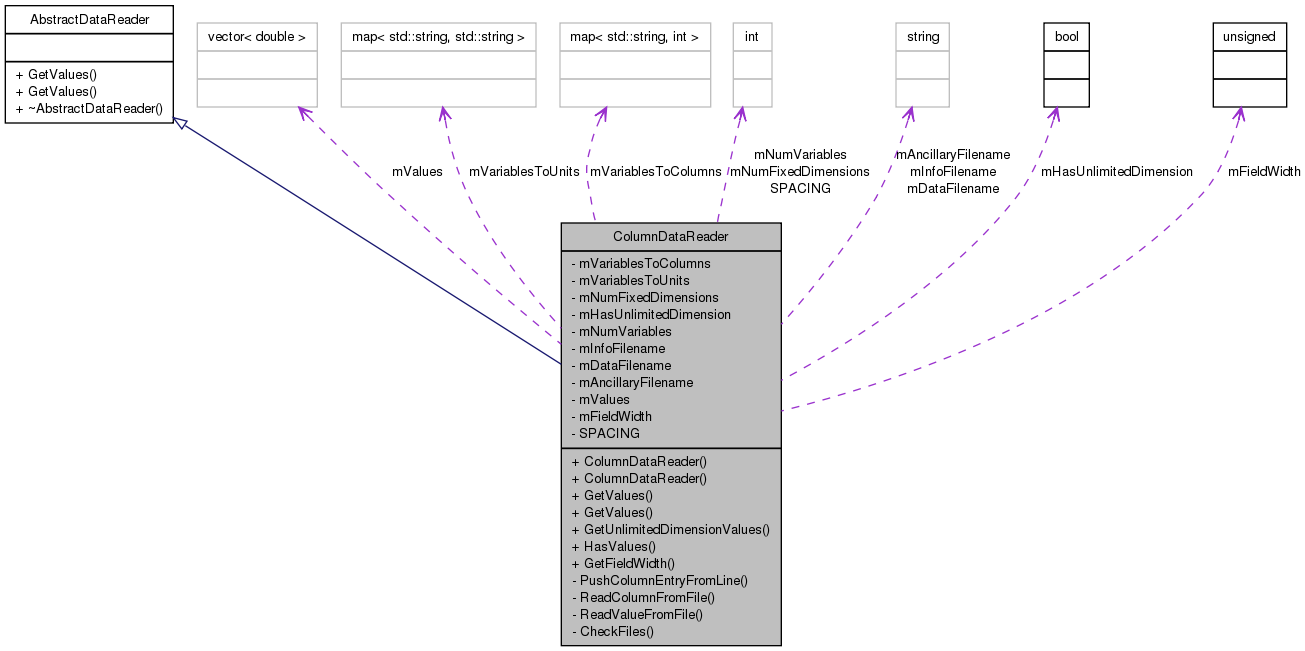 AbstractDataReader
+ GetValues()
+ GetValues()
+ ~AbstractDataReader()
vector< double >
map< std::string, std::string >
map< std::string, int >
int
string
bool
unsigned
mValues
mVariablesToUnits
mVariablesToColumns
mNumVariables
mNumFixedDimensions
SPACING
mAncillaryFilename
mInfoFilename
mDataFilename
mHasUnlimitedDimension
mFieldWidth
ColumnDataReader
- mVariablesToColumns
- mVariablesToUnits
- mNumFixedDimensions
- mHasUnlimitedDimension
- mNumVariables
- mInfoFilename
- mDataFilename
- mAncillaryFilename
- mValues
- mFieldWidth
- SPACING
+ ColumnDataReader()
+ ColumnDataReader()
+ GetValues()
+ GetValues()
+ GetUnlimitedDimensionValues()
+ HasValues()
+ GetFieldWidth()
- PushColumnEntryFromLine()
- ReadColumnFromFile()
- ReadValueFromFile()
- CheckFiles()